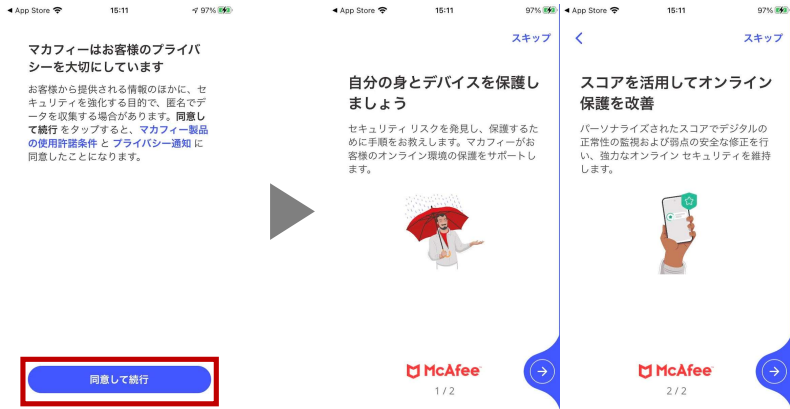 App Store
15:11
97%
マカフィーはお客様のプライバ
シーを大切にしています
お客様から提供される情報のほかに、セ
キュリティを強化する目的で、匿名でデ
ータを収集する場合があります。同意し
て続行 をタップすると、マカフィー製品
の使用許諾条件 と プライバシー通知 に
同意したことになります。
同意して続行
App Store
15:11
97%
スキップ
自分の身とデバイスを保護し
ましょう
セキュリティ リスクを発見し、保護するた
めに手順をお教えします。マカフィーがお
客様のオンライン環境の保護をサポートし
ます。
McAfee
1 / 2
App Store
15:11
97%
スキップ
スコアを活用してオンライン
保護を改善
パーソナライズされたスコアでデジタルの
正常性の監視および弱点の安全な修正を行
い、強力なオンライン セキュリティを維持
します。
McAfee
2 / 2